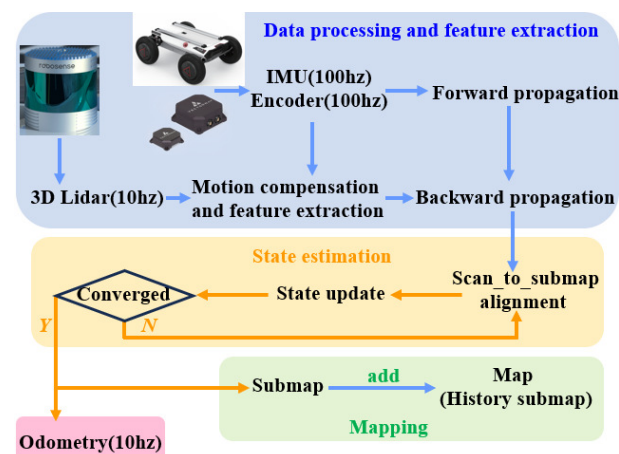 Data processing and feature extraction
robosense
IMU(100hz)
Encoder(100hz)
Forward propagation
3D Lidar(10hz)
Motion compensation
and feature extraction
Backward propagation
State estimation
Converged
State update
Scan_to_submap
alignment
Y
N
Submap
add
Map
(History submap)
Mapping
Odometry(10hz)